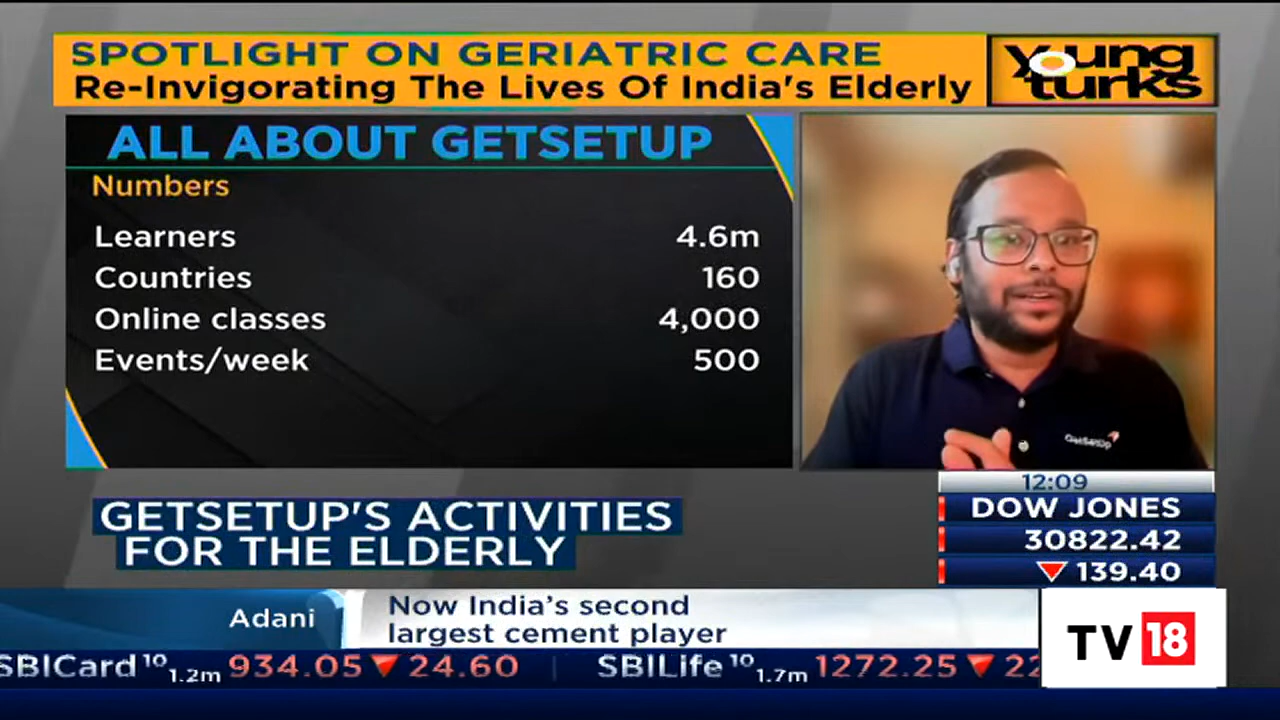 SPOTLIGHT ON GERIATRIC CARE
Re-Invigorating The Lives Of India's Elderly
young
turks
ALL ABOUT GETSETUP
Numbers
Learners 4.6m
Countries 160
Online classes 4,000
Events/week 500
GetSetUp
GETSETUP'S ACTIVITIES
FOR THE ELDERLY
12:09
DOW JONES
30822.42
139.40
Adani
Now India's second
largest cement player
TV18
SBICard 10 1.2m 934.05 24.60 SBILife 10 1.7m 1272.25 22